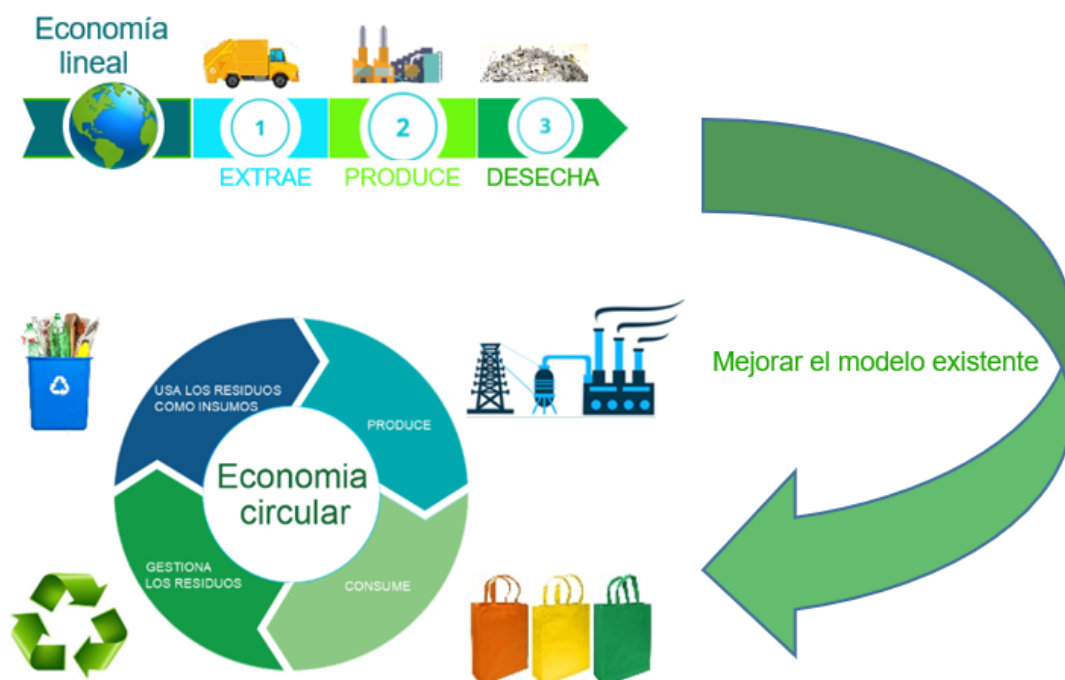 Economía
lineal
1
2
3
EXTRAE
PRODUCE
DESECHA
Mejorar el modelo existente
USA LOS RESIDUOS
COMO INSUMOS
PRODUCE
Economia
circular
GESTIONA
LOS RESIDUOS
CONSUME